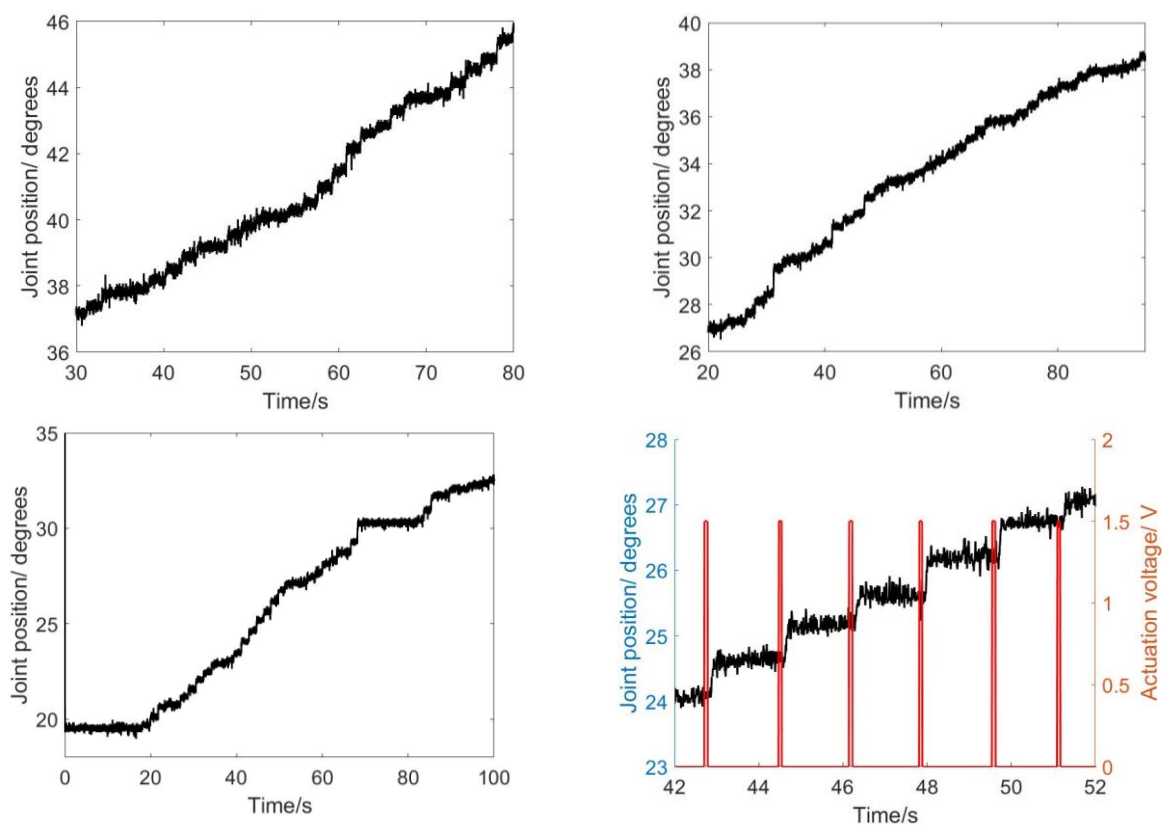 46
44
42
40
38
36
Joint position/ degrees
30 40 50 60 70 80
Time/s
40
38
36
34
32
30
28
26
Joint position/ degrees
20 40 60 80
Time/s
35
30
25
20
Joint position/ degrees
0 20 40 60 80 100
Time/s
28
27
26
25
24
23
Joint position/ degrees
2
1.5
1
0.5
0
Actuation voltage/ V
42 44 46 48 50 52
Time/s